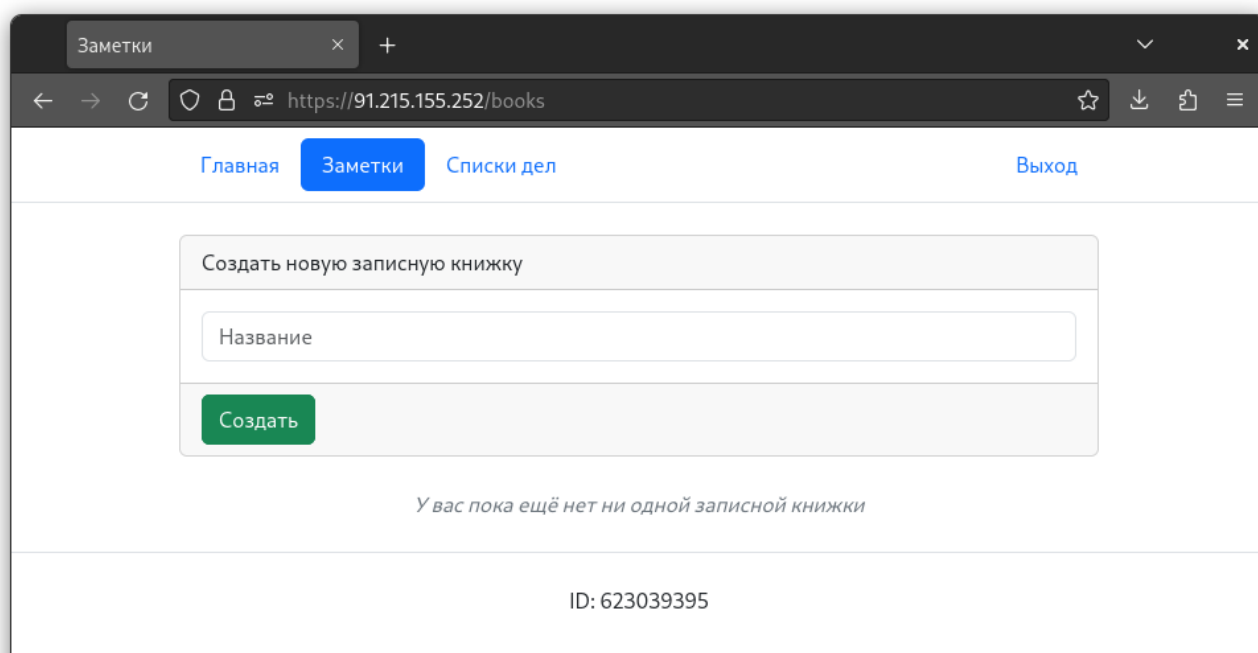 Заметки
https://91.215.155.252/books
Главная Заметки Списки дел Выход
Создать новую записную книжку
Название
Создать
У вас пока ещё нет ни одной записной книжки
ID: 623039395